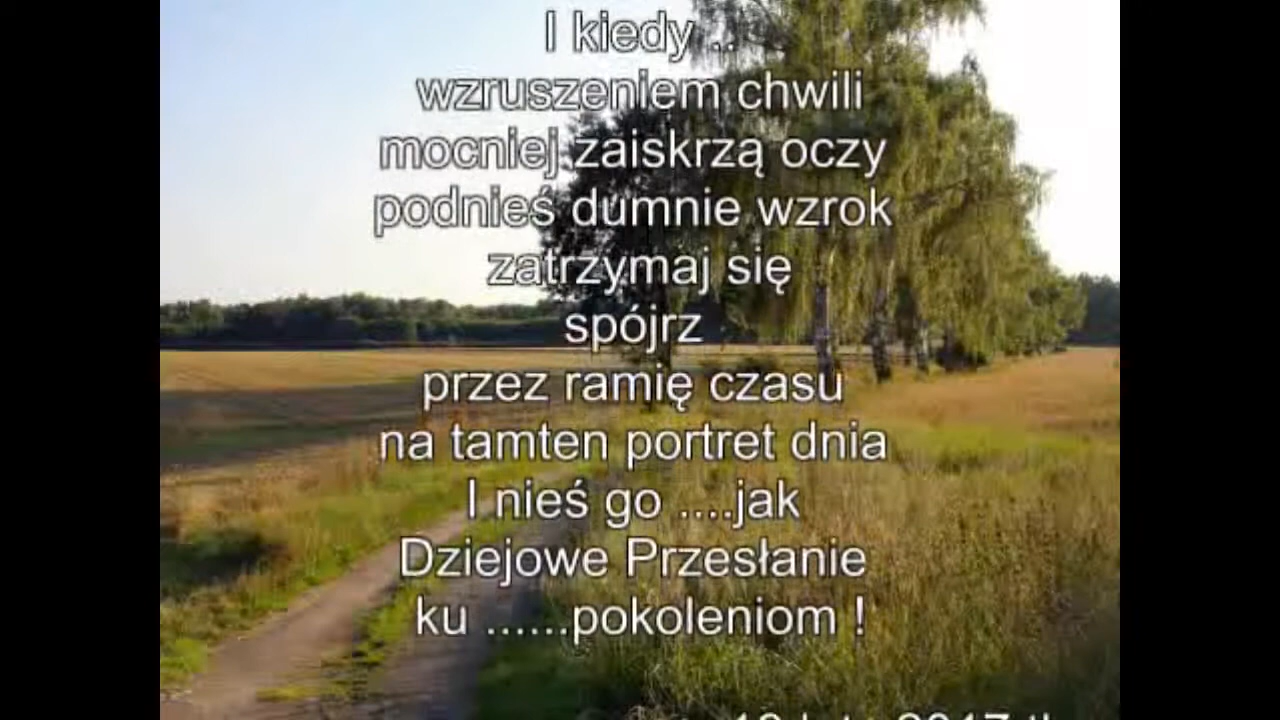 I kiedy ..
wzruszeniem chwili
mocniej zaiskrzą oczy
podnieś dumnie wzrok
zatrzymaj się
spójrz
przez ramię czasu
na tamten portret dnia
I nieś go ....jak
Dziejowe Przesłanie
ku ......pokoleniom !